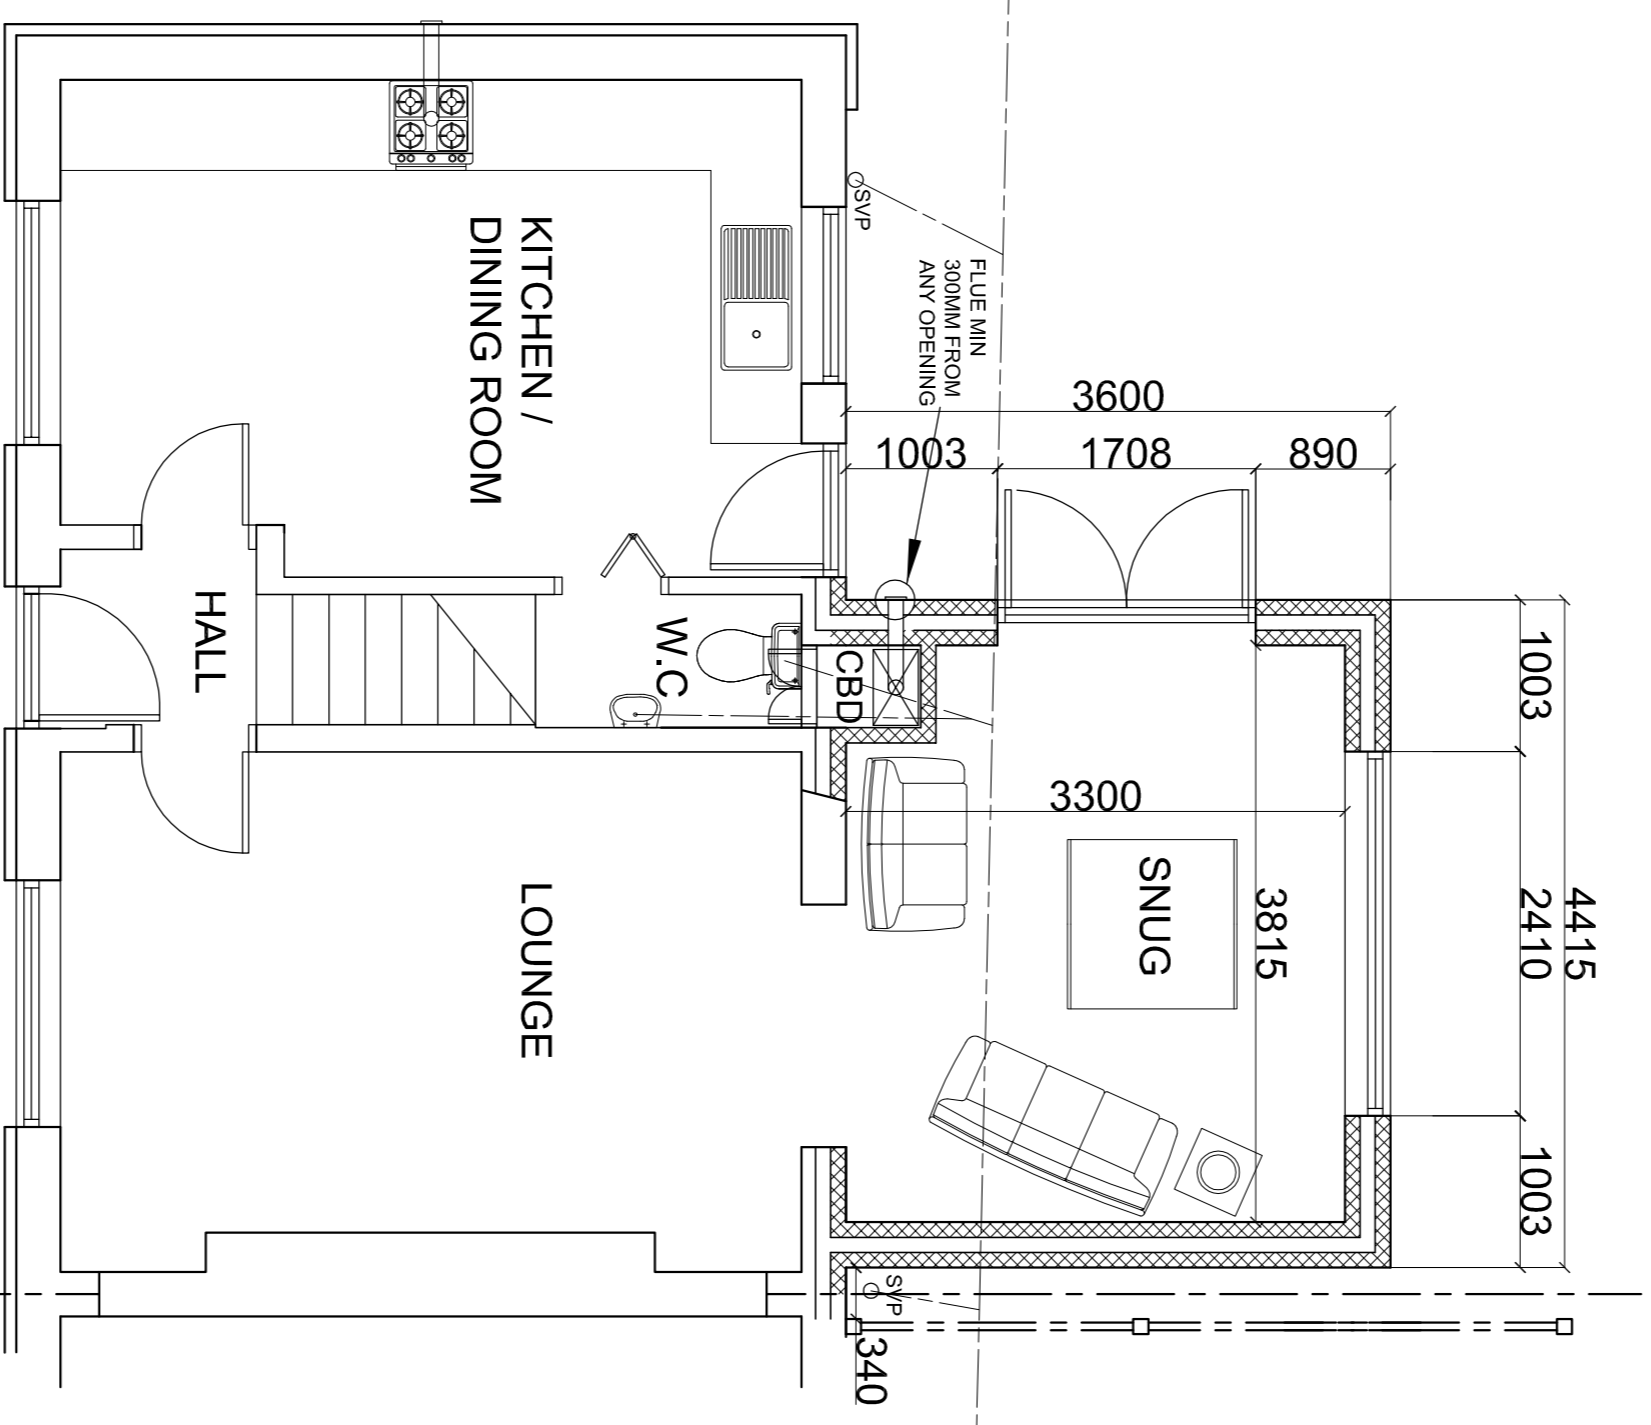 KITCHEN /
DINING ROOM
SVP
FLUE MIN
300MM FROM
ANY OPENING
3600
1003
1708
890
HALL
W.C
CBD
1003
2410
1003
4415
3300
SNUG
3815
LOUNGE
SVP
340